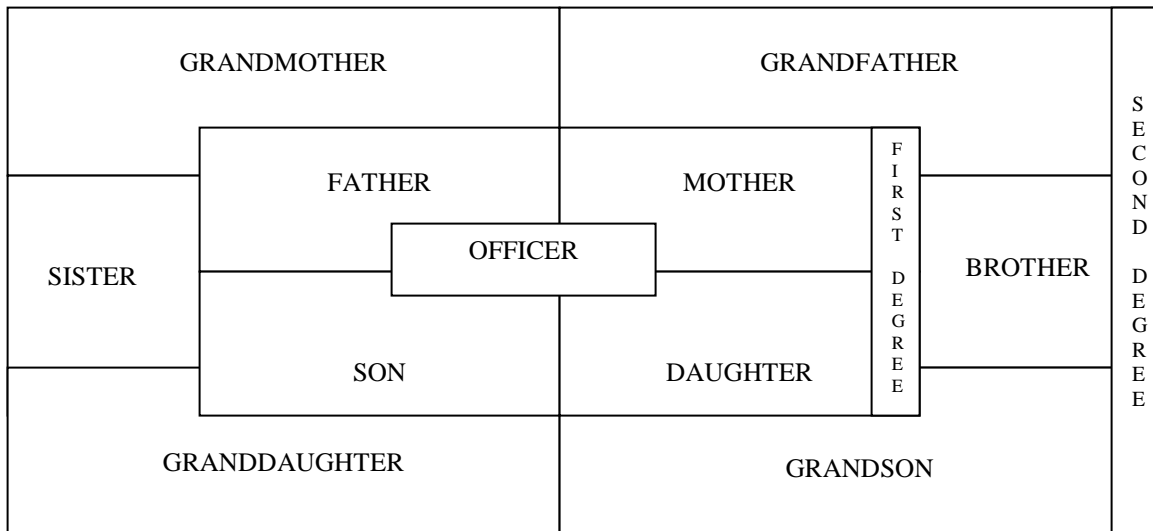 GRANDMOTHER
GRANDFATHER
FATHER
MOTHER
OFFICER
SISTER
BROTHER
SON
DAUGHTER
GRANDDAUGHTER
GRANDSON
FIRST DEGREE
SECOND DEGREE